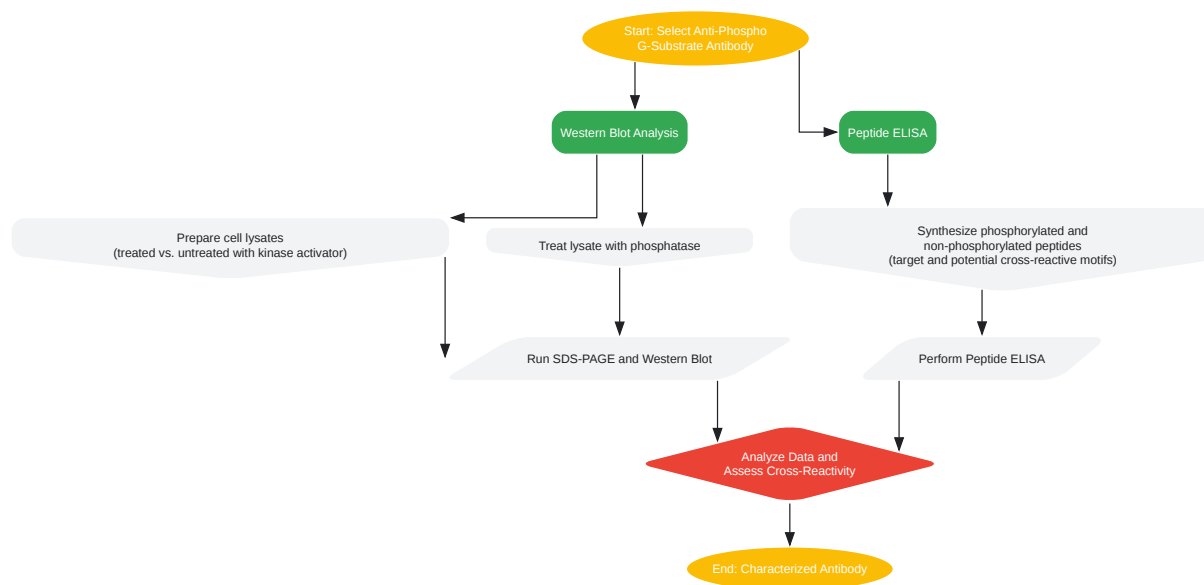 Start: Select Anti-Phospho
G-Substrate Antibody
Western Blot Analysis
Peptide ELISA
Prepare cell lysates
(treated vs. untreated with kinase activator)
Treat lysate with phosphatase
Synthesize phosphorylated and
non-phosphorylated peptides
(target and potential cross-reactive motifs)
Run SDS-PAGE and Western Blot
Perform Peptide ELISA
Analyze Data and
Assess Cross-Reactivity
End: Characterized Antibody